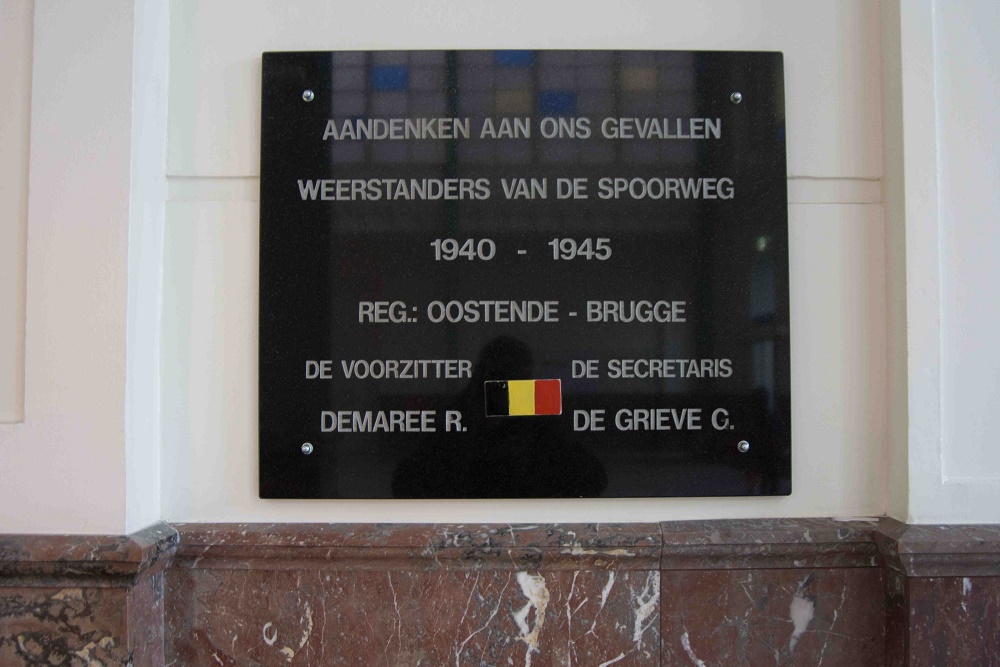 AANDENKEN AAN ONS GEVALLEN
WEERSTANDERS VAN DE SPOORWEG
1940 - 1945
REG.: OOSTENDE - BRUGGE
DE VOORZITTER DE SECRETARIS
DEMAREE R. DE GRIEVE G.